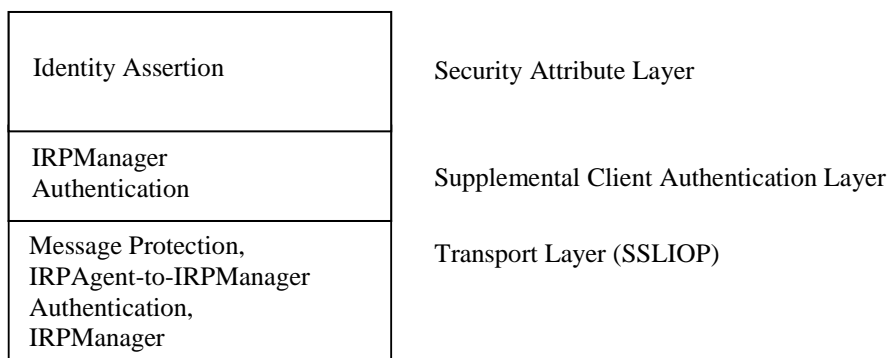 Identity Assertion
Security Attribute Layer
IRPManager
Authentication
Supplemental Client Authentication Layer
Message Protection,
IRPAgent-to-IRPManager
Authentication,
IRPManager
Transport Layer (SSLIOP)